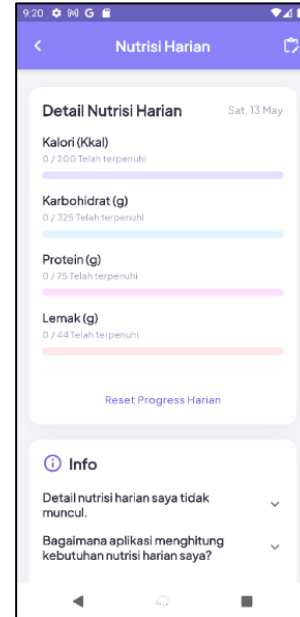 9:20 G
Nutrisi Harian
Detail Nutrisi Harian Sat, 13 May
Kalori (Kkal)
0 / 200 Telah terpenuhi
Karbohidrat (g)
0 / 325 Telah terpenuhi
Protein (g)
0 / 75 Telah terpenuhi
Lemak (g)
0 / 44 Telah terpenuhi
Reset Progress Harian
Info
Detail nutrisi harian saya tidak
muncul.
Bagaimana aplikasi menghitung
kebutuhan nutrisi harian saya?